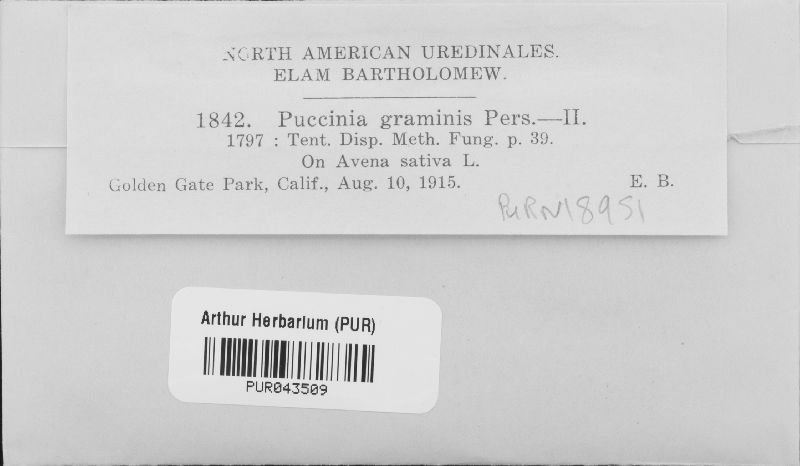 NORTH AMERICAN UREDINALES.
ELAM BARTHOLOMEW.
1842. Puccinia graminis Pers.—II.
1797 : Tent. Disp. Meth. Fung. p. 39.
On Avena sativa L.
Golden Gate Park, Calif., Aug. 10, 1915. E. B.
PURN18951
Arthur Herbarium (PUR)
PUR043509